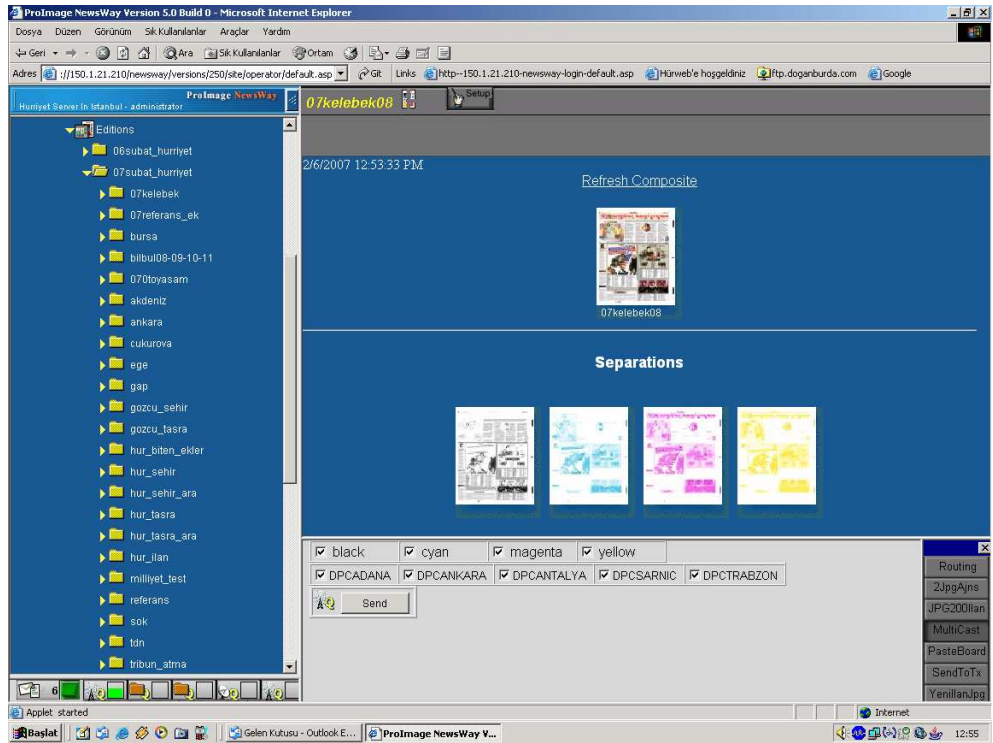 ProImage NewsWay Version 5.0 Build 0 - Microsoft Internet Explorer
Dosya Düzen Görünüm Sık Kullanılanlar Araçlar Yardım
Geri Ara Sık Kullanılanlar Ortam
Adres ://150.1.21.210/newsway/versions/250/site/operator/default.asp Git Links http--150.1.21.210-newsway-login-default.asp Hürweb'e hoşgeldiniz ftp.doganburda.com Google
ProImage NewsWay
Hurriyet Server In Istanbul - administrator
07kelebek08
Setup
Editions
06subat_hurriyet
07subat_hurriyet
07kelebek
07referans_ek
bursa
bilbul08-09-10-11
070toyasam
akdeniz
ankara
cukurova
ege
gap
gozcu_sehir
gozcu_tasra
hur_biten_ekler
hur_sehir
hur_sehir_ara
hur_tasra
hur_tasra_ara
hur_ilan
milliyet_test
referans
sok
tdn
tribun_atma
6
2/6/2007 12:53:33 PM
Refresh Composite
07kelebek08
Separations
black cyan magenta yellow
DPCADANA DPCANKARA DPCANTALYA DPCSARNIC DPCTRABZON
Send
Routing
2JpgAjns
JPG200Ilan
MultiCast
PasteBoard
SendToTx
YeniIlanJpg
Applet started
Internet
Başlat Gelen Kutusu - Outlook E... ProImage NewsWay V... 12:55